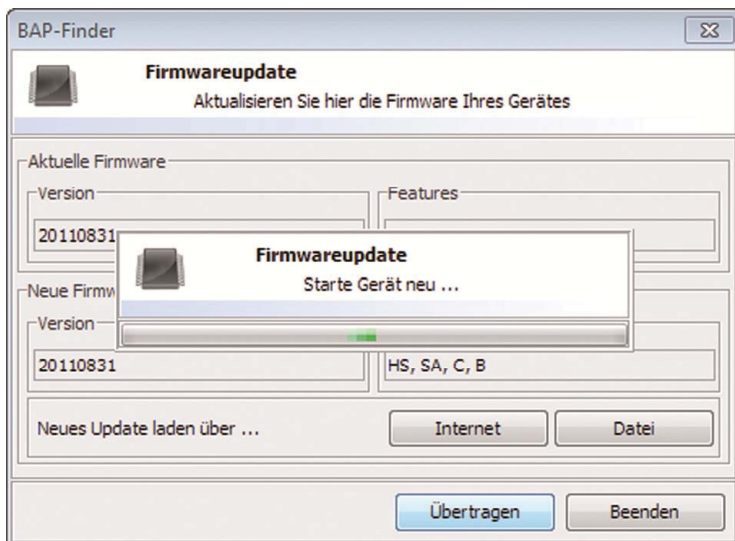 BAP-Finder
Firmwareupdate
Aktualisieren Sie hier die Firmware Ihres Gerätes
Aktuelle Firmware
Version
Features
20110831
Firmwareupdate
Starte Gerät neu ...
Neue Firmw
Version
20110831
HS, SA, C, B
Neues Update laden über ...
Internet
Datei
Übertragen
Beenden